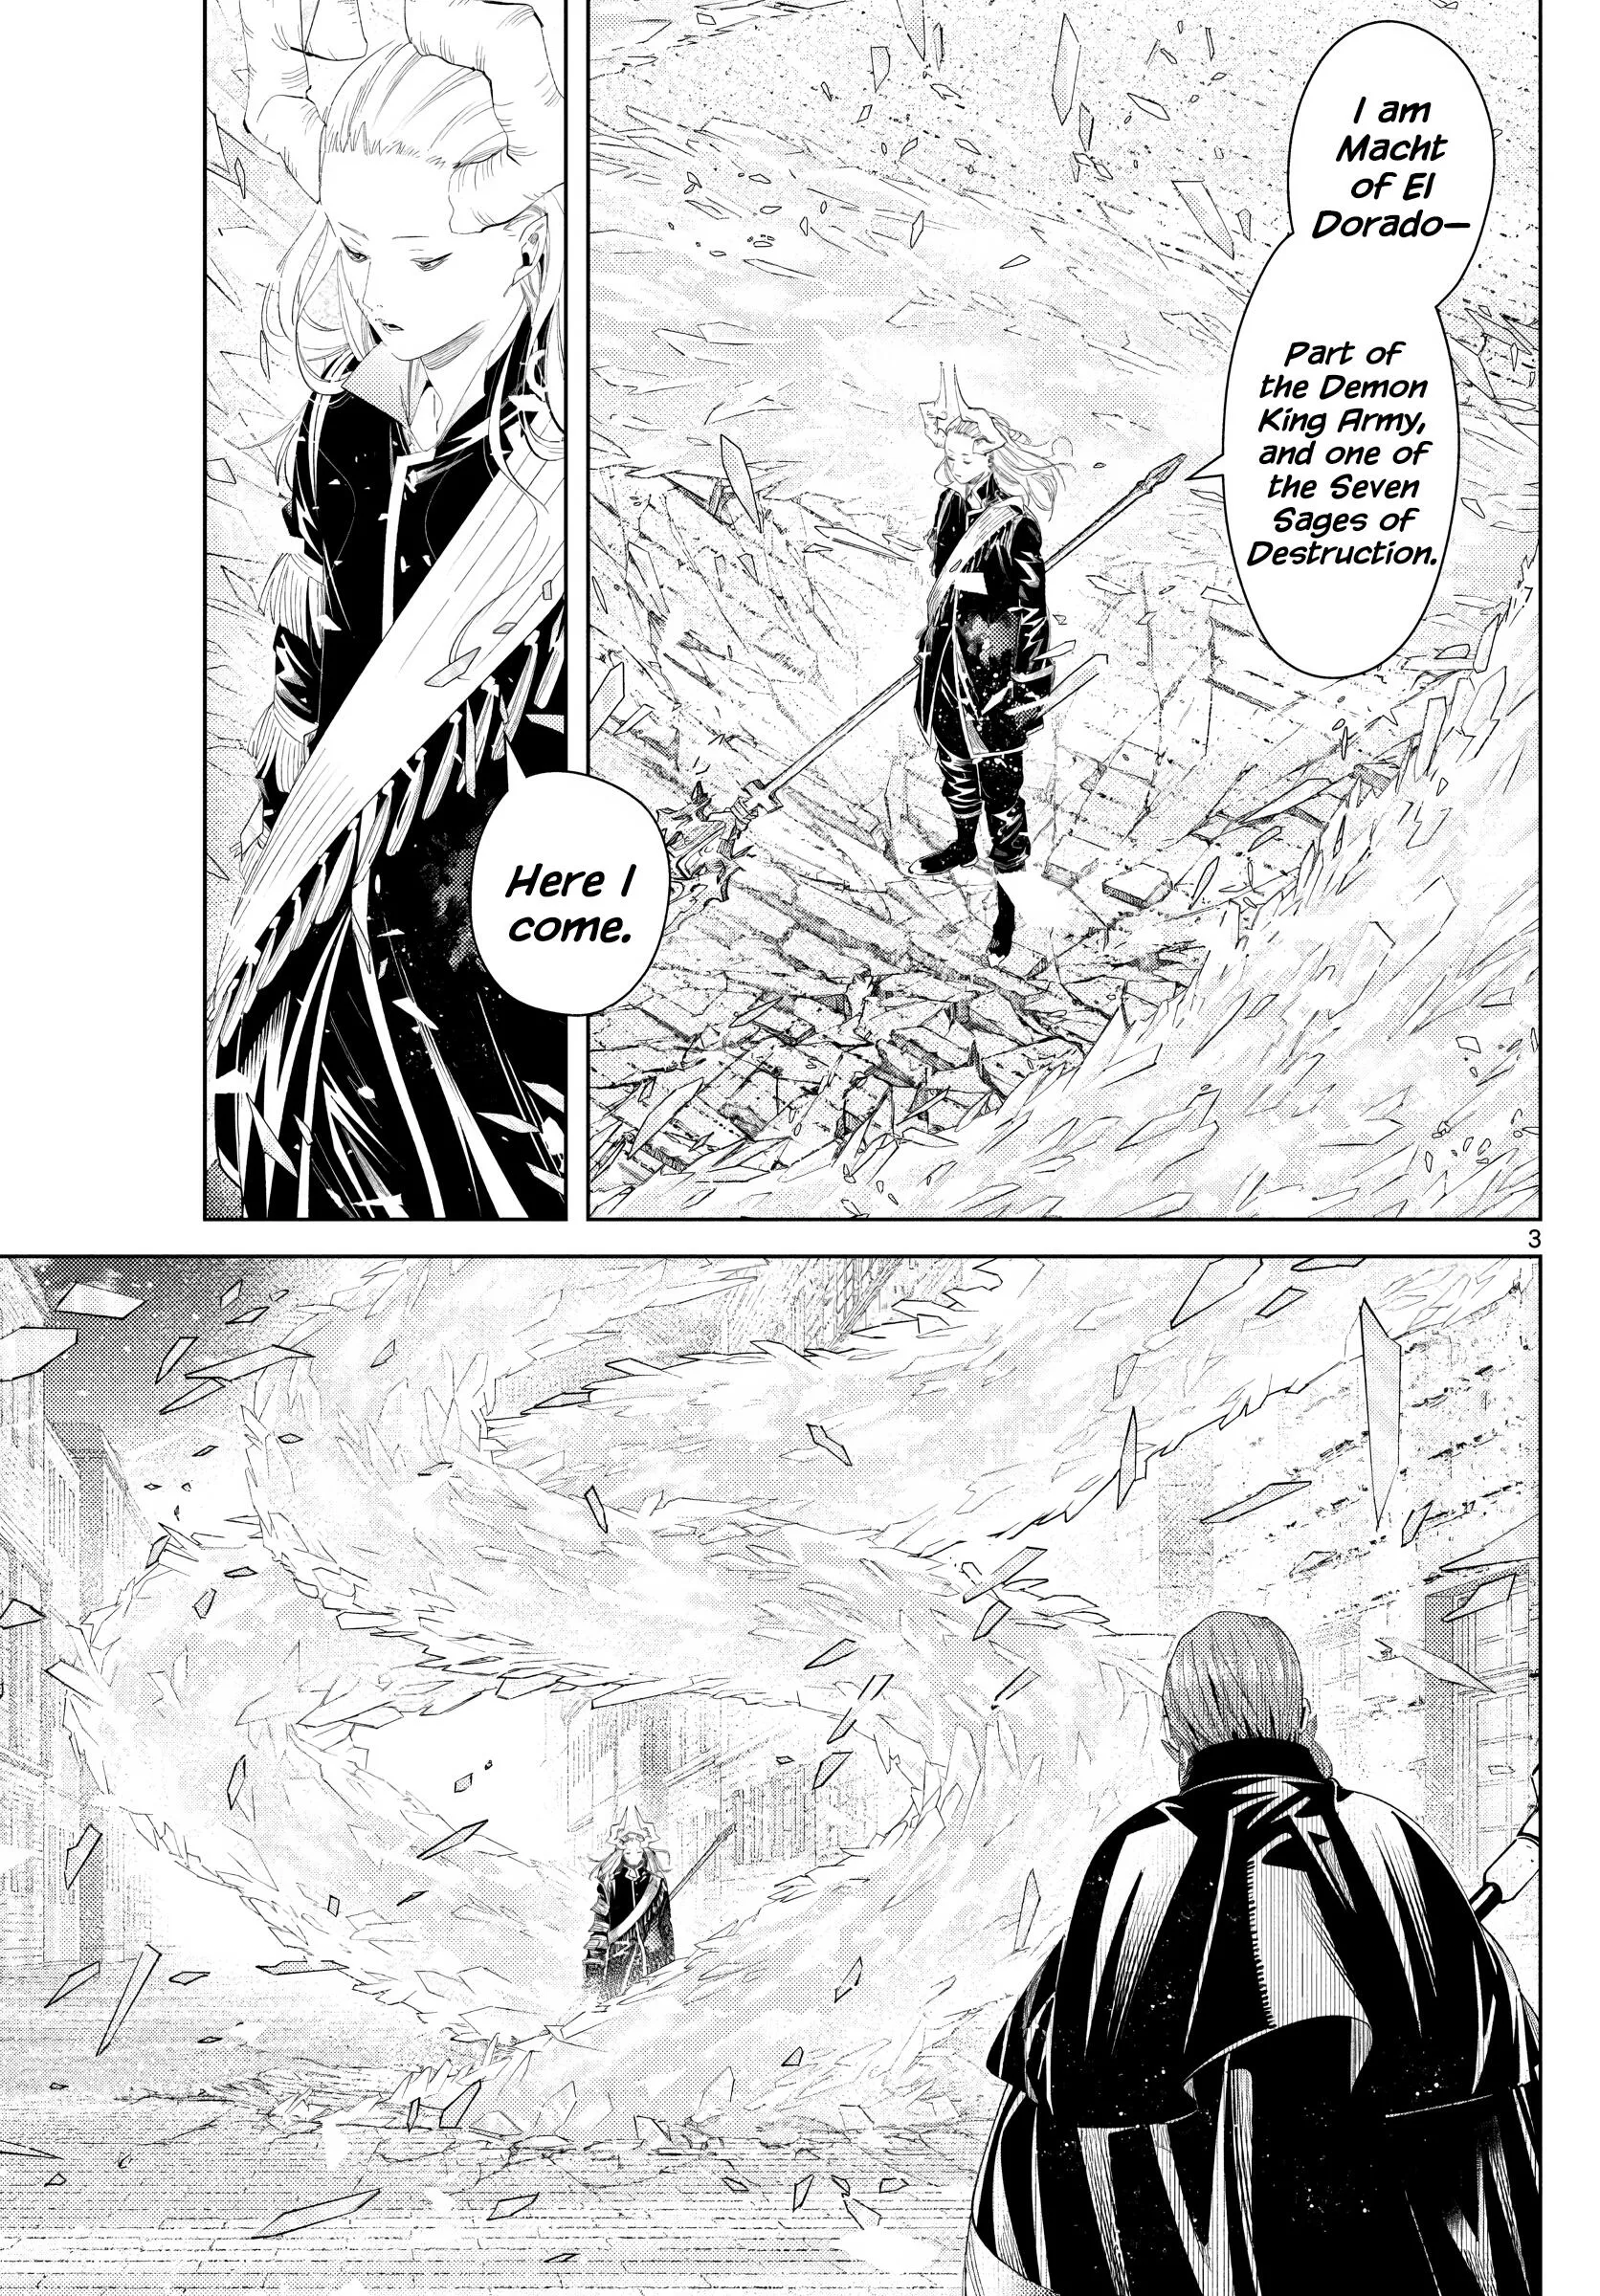 I am
Macht
of El
Dorado—
Part of
the Demon
King Army,
and one of
the Seven
Sages of
Destruction.
Here I
come.
3